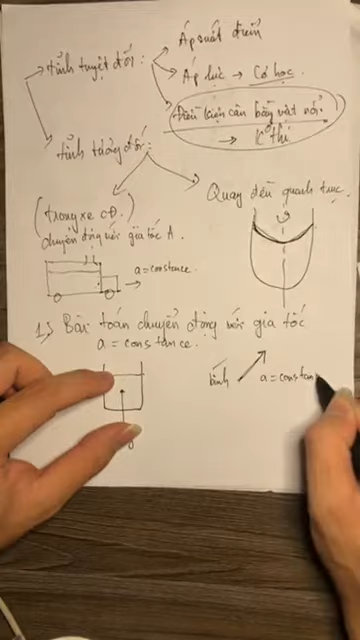 Áp suất điểm
tĩnh tuyệt đối:
Áp lực → Cơ học.
Điều kiện cân bằng vật nổi.
→ K thi
tĩnh tương đối:
Quay đều quanh trục.
(trong xe cđ.)
chuyển động với gia tốc A.
a = constance.
1) Bài toán chuyển động với gia tốc
a = constance.
bình
a = constan